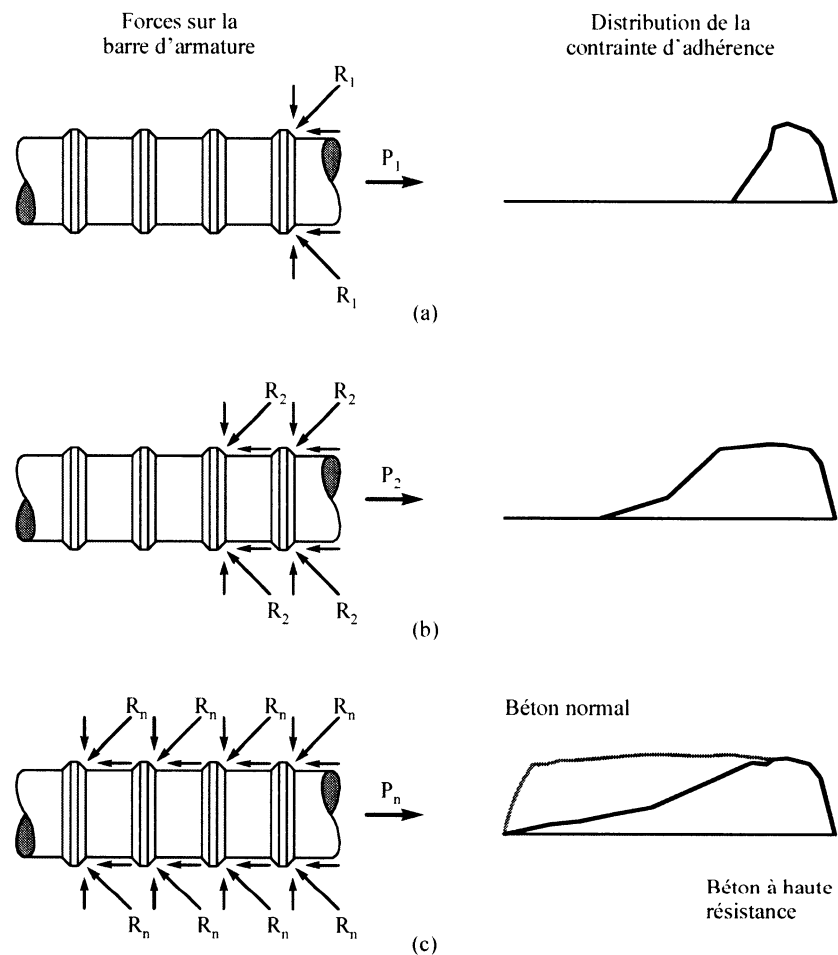 Forces sur la
barre d'armature
Distribution de la
contrainte d'adhérence
R1
P1
R1
(a)
R2 R2
P2
R2 R2
(b)
Rn Rn Rn Rn
Béton normal
Pn
Rn Rn Rn Rn
Béton à haute
résistance
(c)